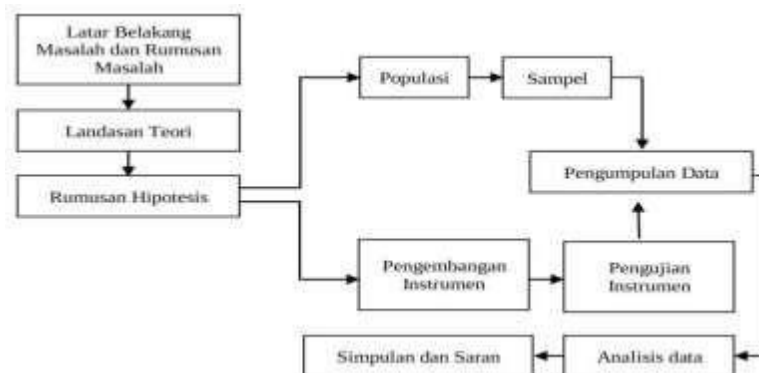 Latar Belakang
Masalah dan Rumusan
Masalah
Landasan Teori
Rumusan Hipotesis
Populasi
Sampel
Pengumpulan Data
Pengembangan
Instrumen
Pengujian
Instrumen
Analisis data
Simpulan dan Saran